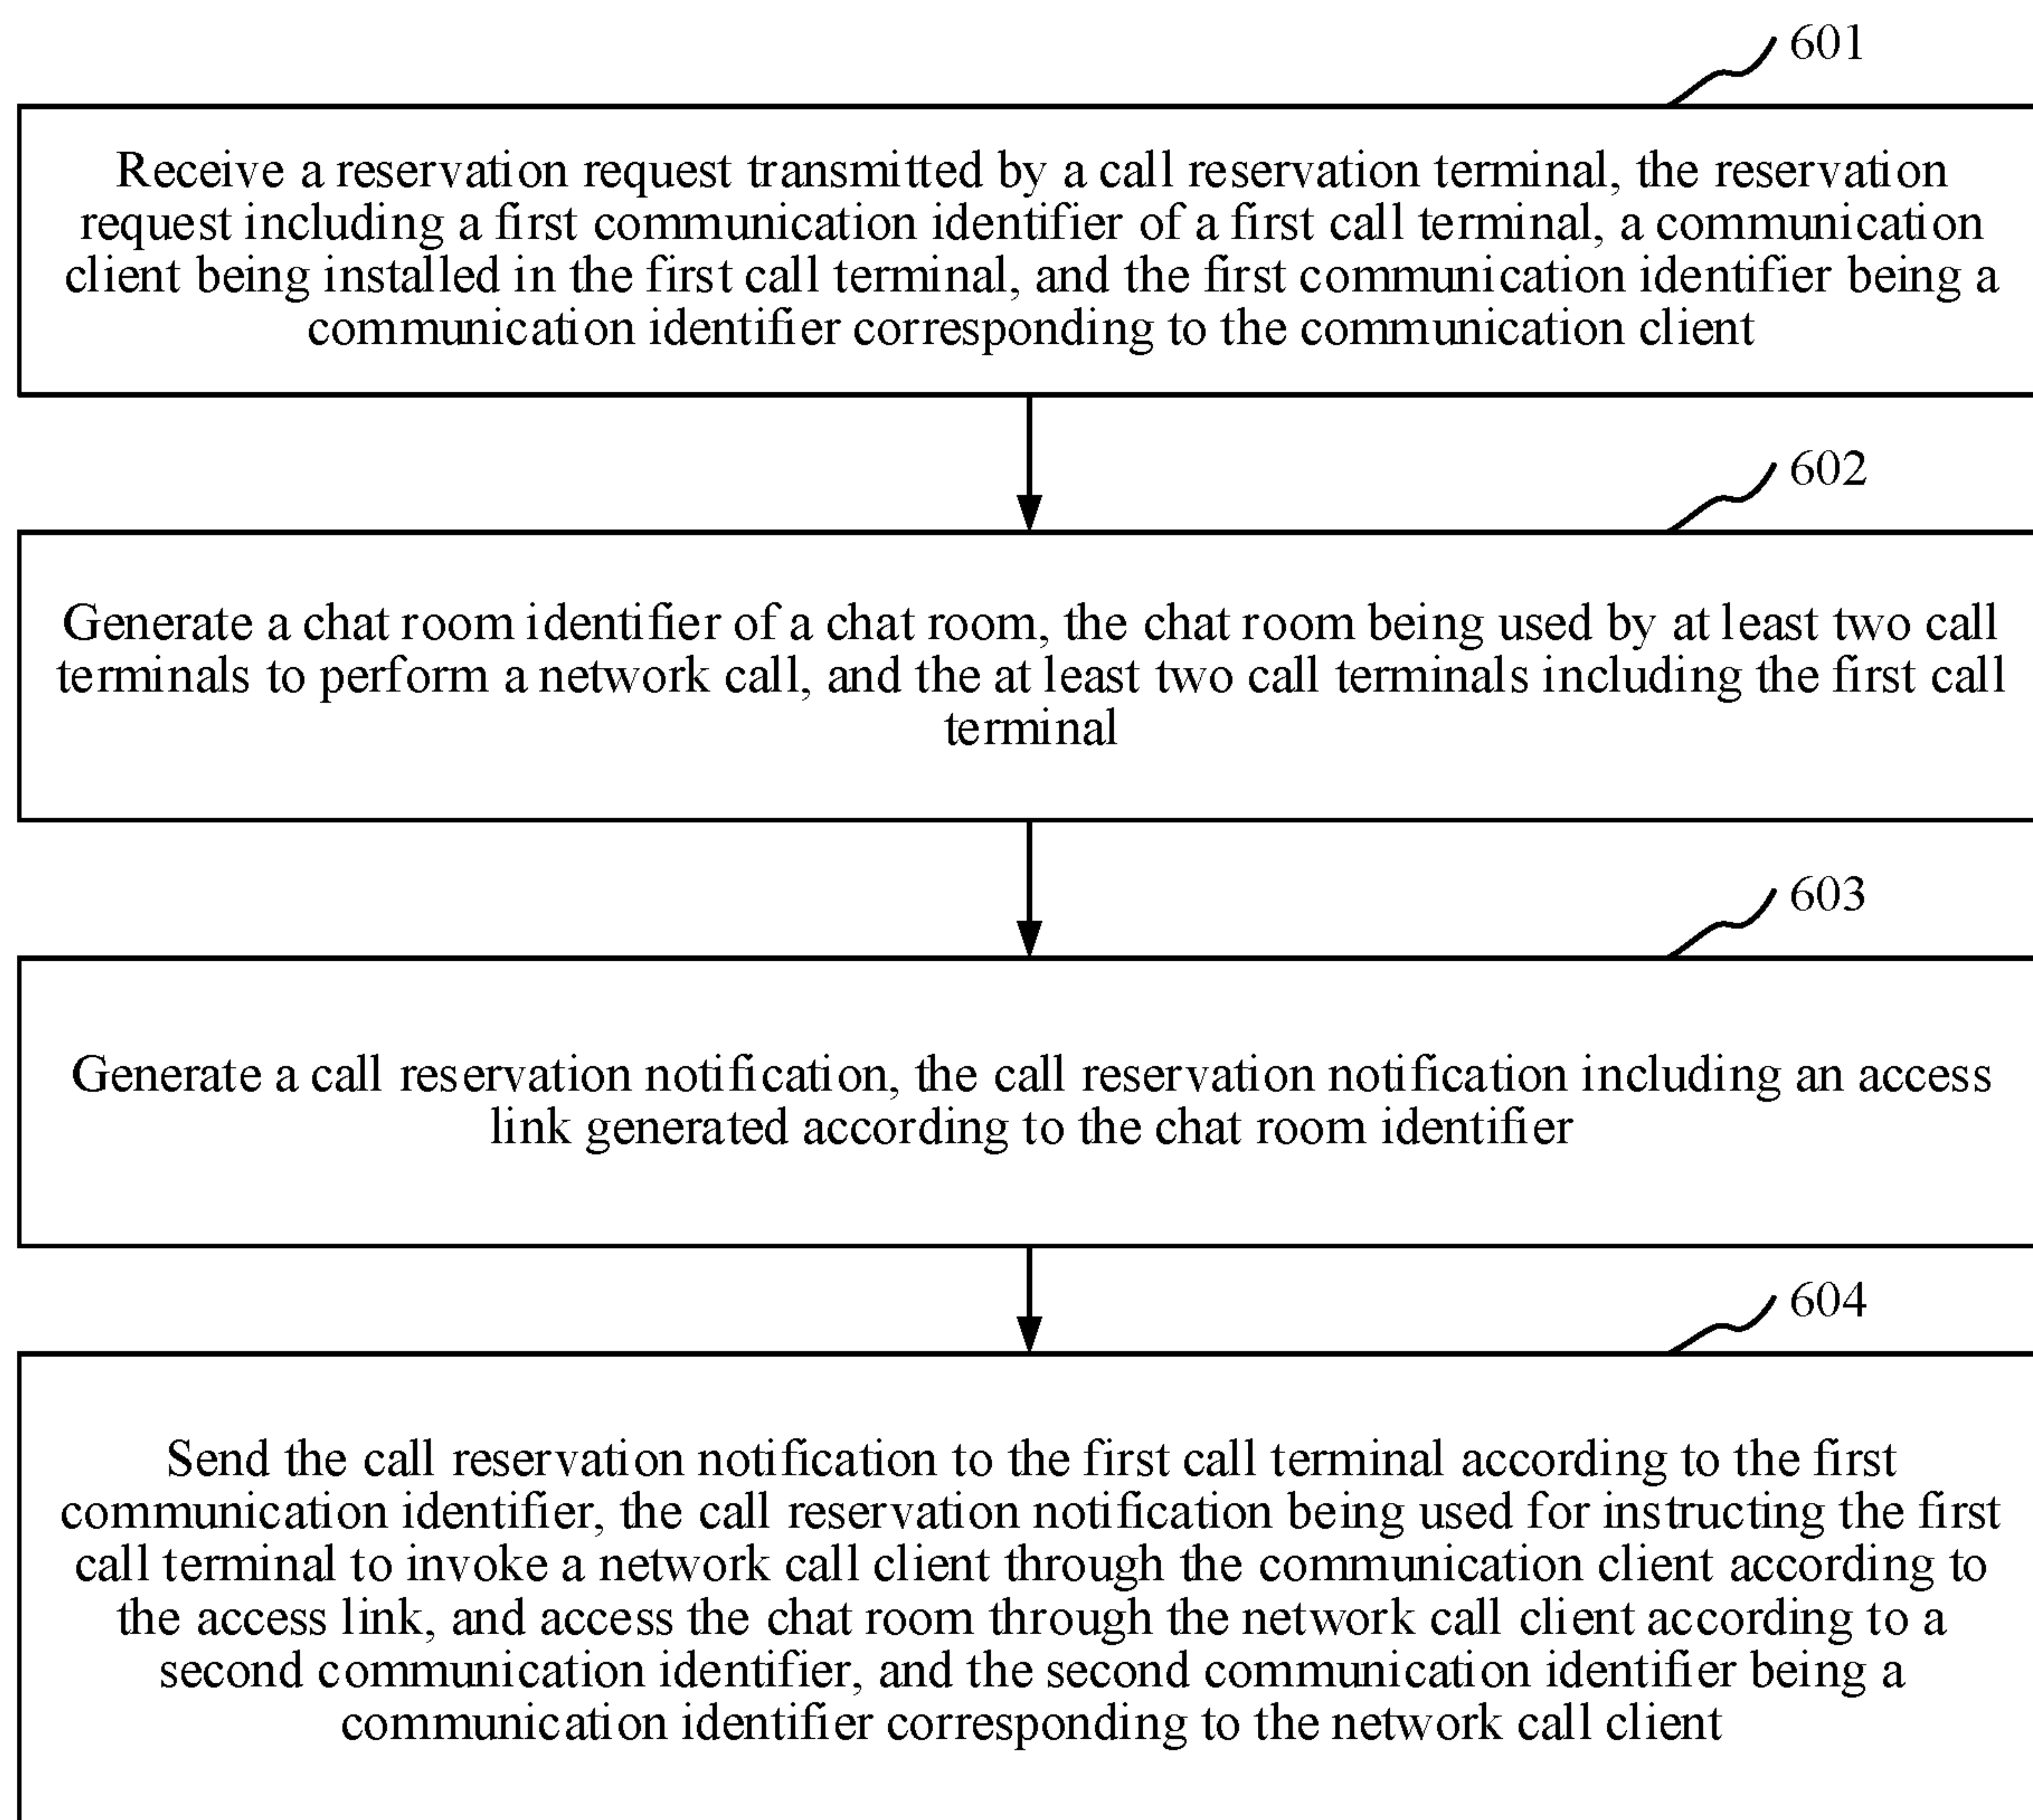 601
Receive a reservation request transmitted by a call reservation terminal, the reservation
request including a first communication identifier of a first call terminal, a communication
client being installed in the first call terminal, and the first communication identifier being a
communication identifier corresponding to the communication client
602
Generate a chat room identifier of a chat room, the chat room being used by at least two call
terminals to perform a network call, and the at least two call terminals including the first call
terminal
603
Generate a call reservation notification, the call reservation notification including an access
link generated according to the chat room identifier
604
Send the call reservation notification to the first call terminal according to the first
communication identifier, the call reservation notification being used for instructing the first
call terminal to invoke a network call client through the communication client according to
the access link, and access the chat room through the network call client according to a
second communication identifier, and the second communication identifier being a
communication identifier corresponding to the network call client